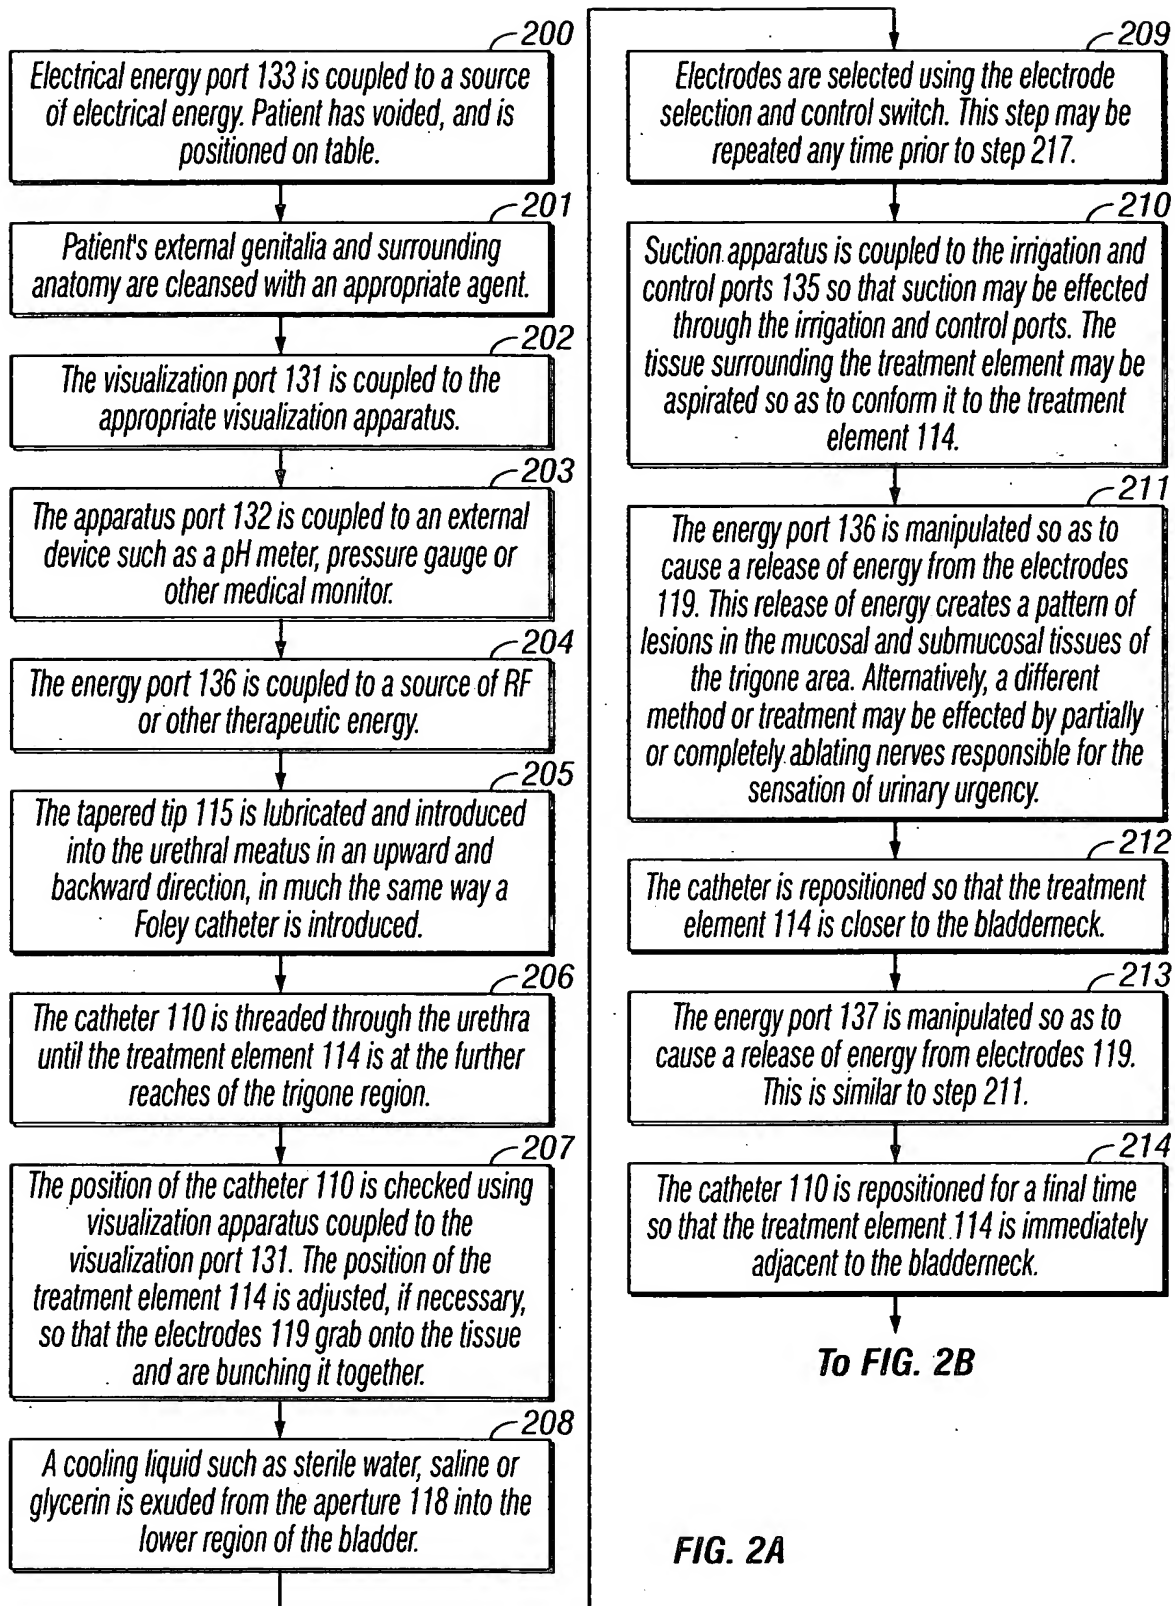 200
Electrical energy port 133 is coupled to a source
of electrical energy. Patient has voided, and is
positioned on table.
201
Patient's external genitalia and surrounding
anatomy are cleansed with an appropriate agent.
202
The visualization port 131 is coupled to the
appropriate visualization apparatus.
203
The apparatus port 132 is coupled to an external
device such as a pH meter, pressure gauge or
other medical monitor.
204
The energy port 136 is coupled to a source of RF
or other therapeutic energy.
205
The tapered tip 115 is lubricated and introduced
into the urethral meatus in an upward and
backward direction, in much the same way a
Foley catheter is introduced.
206
The catheter 110 is threaded through the urethra
until the treatment element 114 is at the further
reaches of the trigone region.
207
The position of the catheter 110 is checked using
visualization apparatus coupled to the
visualization port 131. The position of the
treatment element 114 is adjusted, if necessary,
so that the electrodes 119 grab onto the tissue
and are bunching it together.
208
A cooling liquid such as sterile water, saline or
glycerin is exuded from the aperture 118 into the
lower region of the bladder.
209
Electrodes are selected using the electrode
selection and control switch. This step may be
repeated any time prior to step 217.
210
Suction apparatus is coupled to the irrigation and
control ports 135 so that suction may be effected
through the irrigation and control ports. The
tissue surrounding the treatment element may be
aspirated so as to conform it to the treatment
element 114.
211
The energy port 136 is manipulated so as to
cause a release of energy from the electrodes
119. This release of energy creates a pattern of
lesions in the mucosal and submucosal tissues of
the trigone area. Alternatively, a different
method or treatment may be effected by partially
or completely ablating nerves responsible for the
sensation of urinary urgency.
212
The catheter is repositioned so that the treatment
element 114 is closer to the bladderneck.
213
The energy port 137 is manipulated so as to
cause a release of energy from electrodes 119.
This is similar to step 211.
214
The catheter 110 is repositioned for a final time
so that the treatment element 114 is immediately
adjacent to the bladderneck.
To FIG. 2B
FIG. 2A